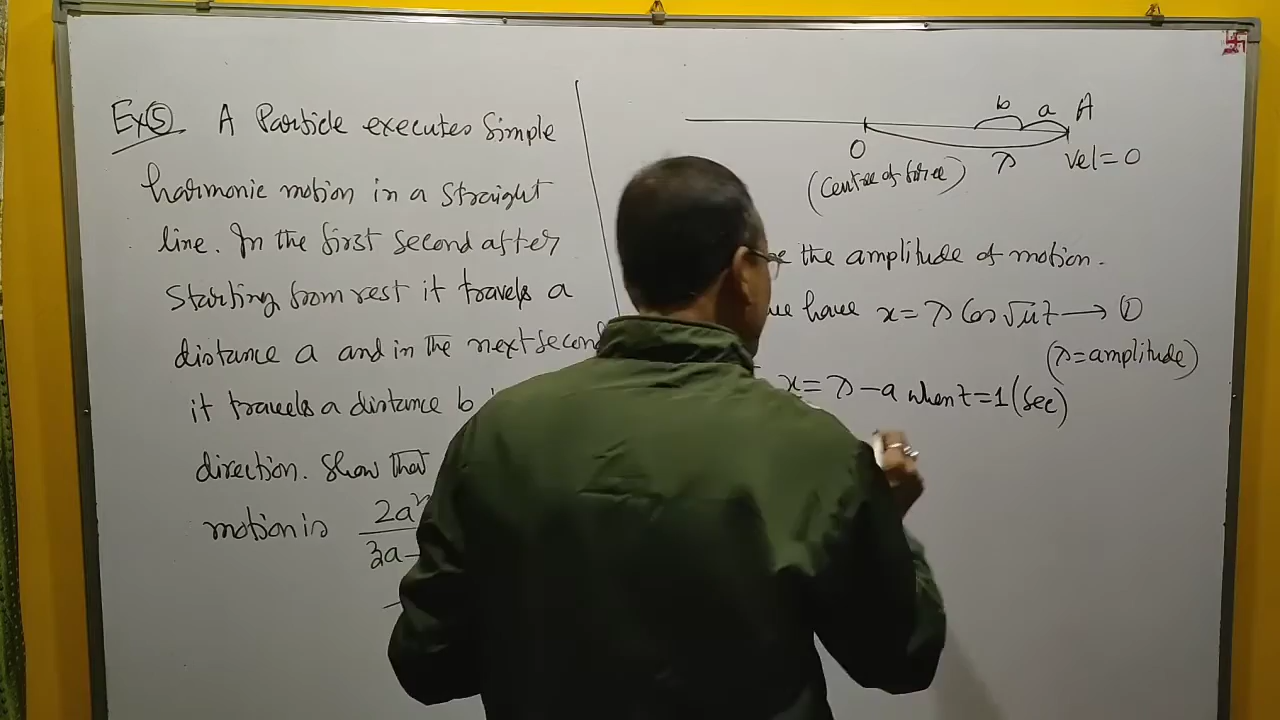 Ex⑤ A Particle executes Simple
harmonic motion in a straight
line. In the first second after
Starting from rest it travels a
distance a and in the next second
it travels a distance b
direction. Show that
motion is 2a²
3a-
b a A
O r vel=0
(Centre of force)
the amplitude of motion.
we have x = r Cos √μt → ①
(r = amplitude)
x = r - a when t = 1 (sec)